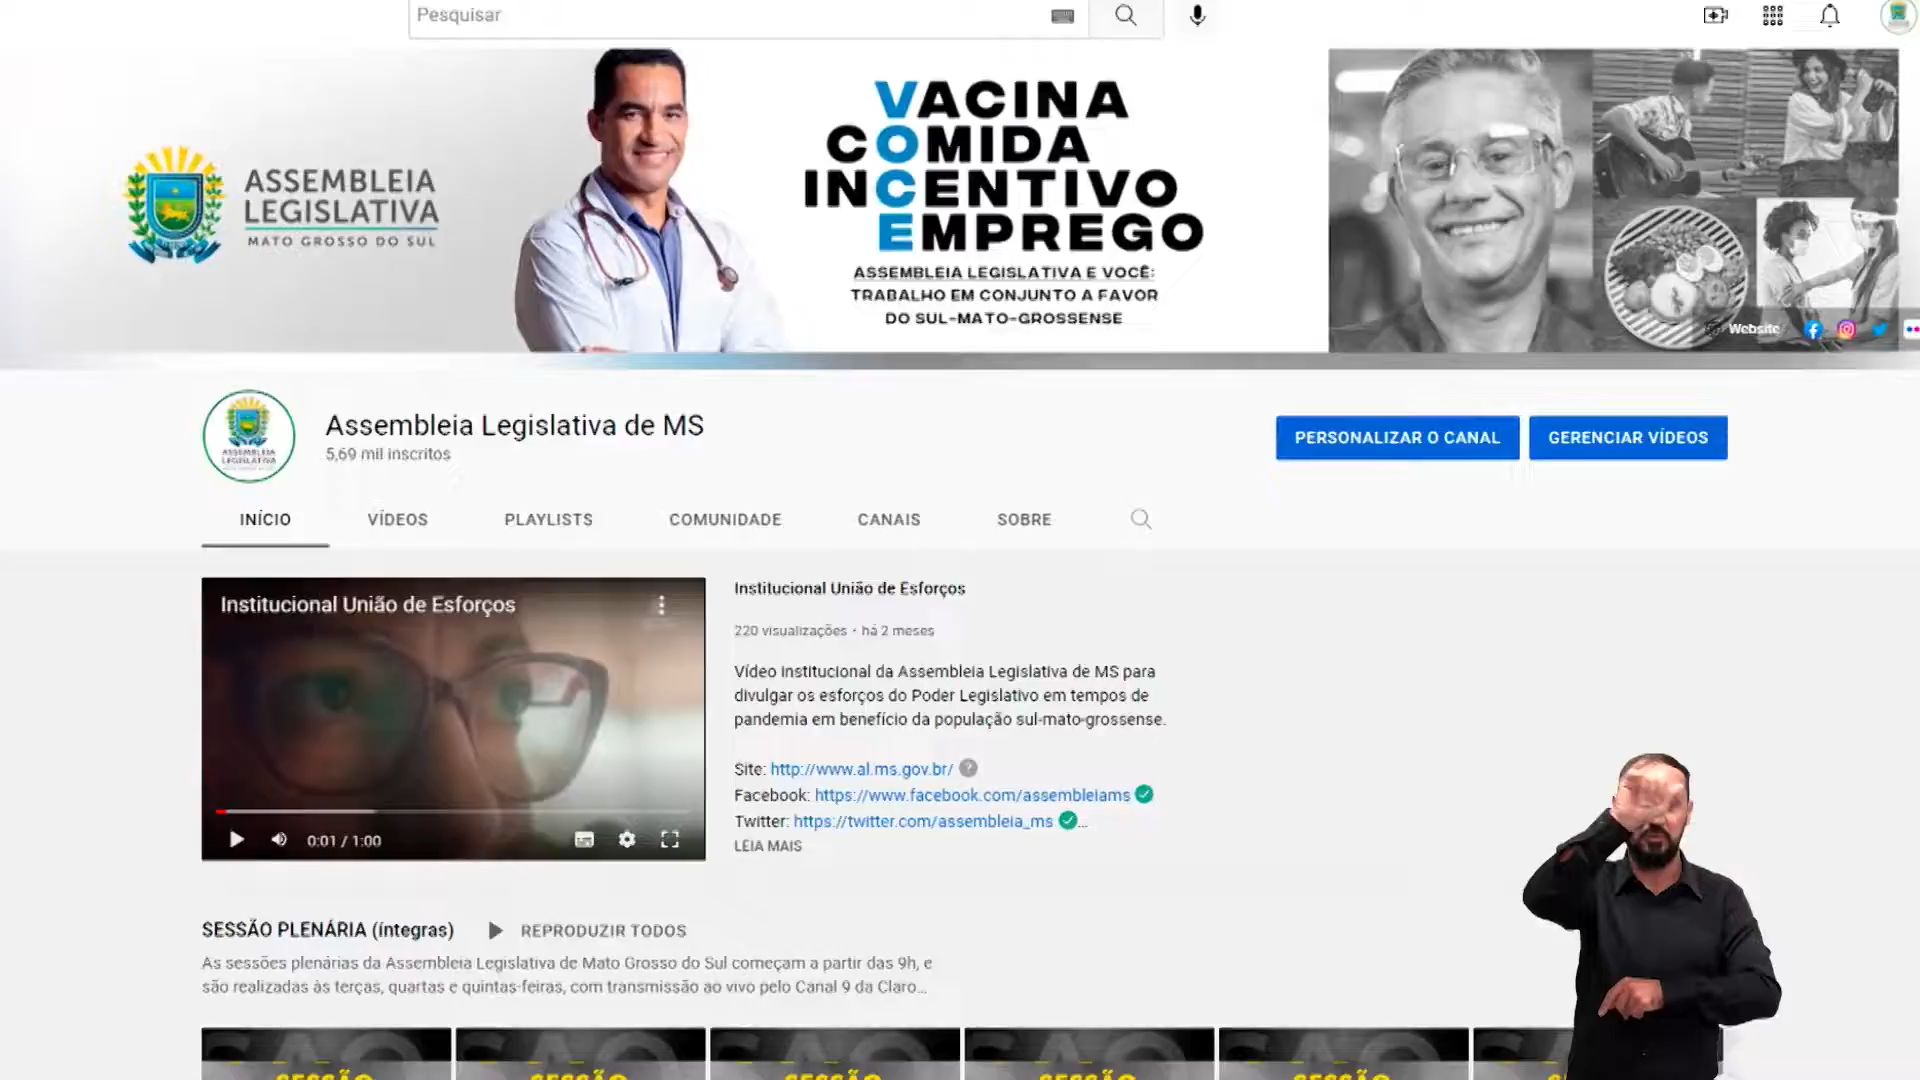 Pesquisar
ASSEMBLEIA
LEGISLATIVA
MATO GROSSO DO SUL
VACINA
COMIDA
INCENTIVO
EMPREGO
ASSEMBLEIA LEGISLATIVA E VOCÊ:
TRABALHO EM CONJUNTO A FAVOR
DO SUL-MATO-GROSSENSE
Website
ASSEMBLEIA
LEGISLATIVA
Assembleia Legislativa de MS
5,69 mil inscritos
PERSONALIZAR O CANAL
GERENCIAR VÍDEOS
INÍCIO
VÍDEOS
PLAYLISTS
COMUNIDADE
CANAIS
SOBRE
Institucional União de Esforços
0:01 / 1:00
Institucional União de Esforços
220 visualizações • há 2 meses
Vídeo institucional da Assembleia Legislativa de MS para
divulgar os esforços do Poder Legislativo em tempos de
pandemia em benefício da população sul-mato-grossense.
Site: http://www.al.ms.gov.br/
Facebook: https://www.facebook.com/assembleiams
Twitter: https://twitter.com/assembleia_ms ...
LEIA MAIS
SESSÃO PLENÁRIA (íntegras)
REPRODUZIR TODOS
As sessões plenárias da Assembleia Legislativa de Mato Grosso do Sul começam a partir das 9h, e
são realizadas às terças, quartas e quintas-feiras, com transmissão ao vivo pelo Canal 9 da Claro...
SESSÃO
SESSÃO
SESSÃO
SESSÃO
SESSÃO